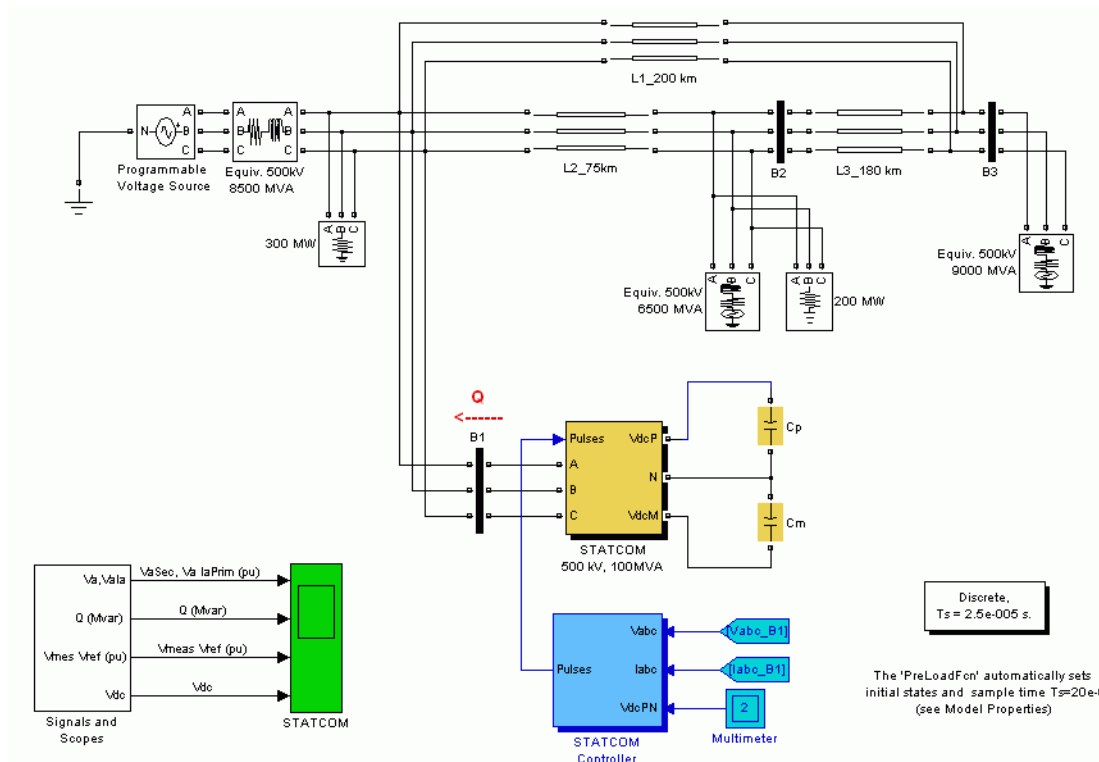 L1_200 km
N
A
B
C
Programmable
Voltage Source
A
B
C
A
B
C
Equiv. 500kV
8500 MVA
L2_75km
B2
L3_180 km
B3
300 MW
A
B
C
Equiv. 500kV
6500 MVA
A
B
C
A
B
C
200 MW
Equiv. 500kV
9000 MVA
A
B
C
Q
<------
B1
Pulses
A
B
C
VdcP
N
VdcM
STATCOM
500 kV, 100MVA
Cp
Cm
Va,VaIa
Q (Mvar)
Vmes Vref (pu)
Vdc
Signals and
Scopes
VaSec, Va IaPrim (pu)
Q (Mvar)
Vmeas Vref (pu)
Vdc
STATCOM
Pulses
Vabc
Iabc
VdcPN
STATCOM
Controller
[Vabc_B1]
[Iabc_B1]
2
Multimeter
Discrete,
Ts = 2.5e-005 s.
The 'PreLoadFcn' automatically sets
initial states and sample time Ts=20e-
(see Model Properties)